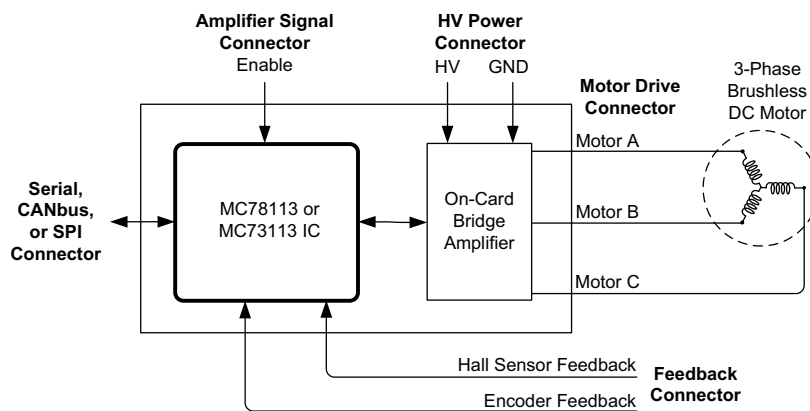 Amplifier Signal
Connector
Enable
HV Power
Connector
HV
GND
Motor Drive
Connector
3-Phase
Brushless
DC Motor
Motor A
Serial,
CANbus,
or SPI
Connector
MC78113 or
MC73113 IC
On-Card
Bridge
Amplifier
Motor B
Motor C
Hall Sensor Feedback
Encoder Feedback
Feedback
Connector